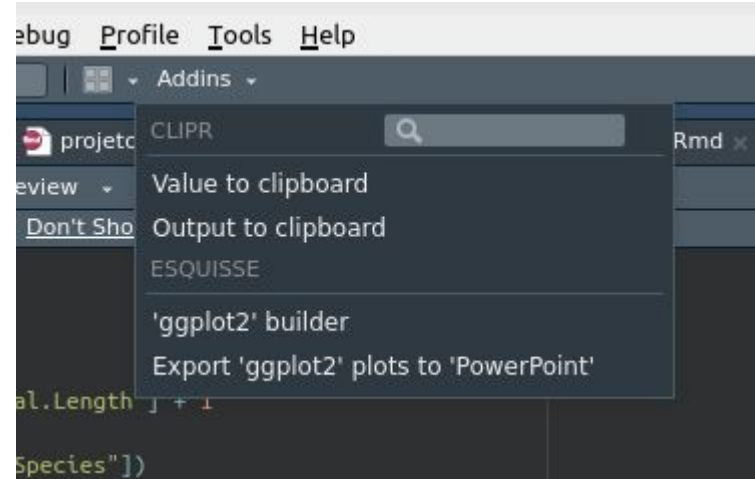 ebug Profile Tools Help
Addins
projeto
CLIPR
Rmd
eview
Value to clipboard
Don't Sho
Output to clipboard
ESQUISSE
'ggplot2' builder
Export 'ggplot2' plots to 'PowerPoint'
al.Length"] + 1
Species"])